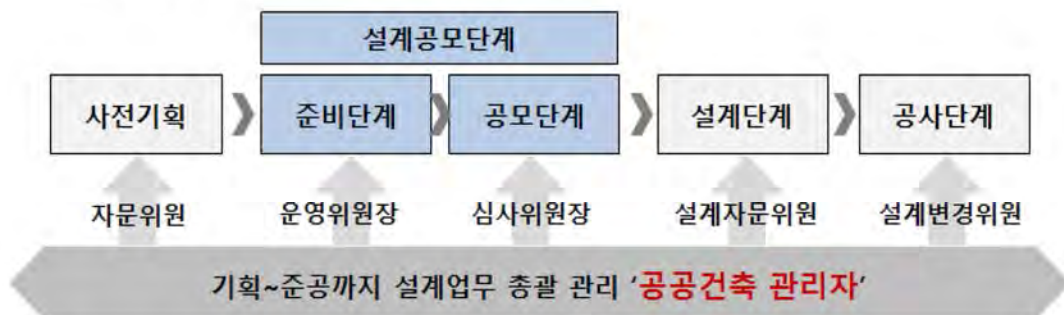 설계공모단계
사전기획
준비단계
공모단계
설계단계
공사단계
자문위원
운영위원장
심사위원장
설계자문위원
설계변경위원
기획~준공까지 설계업무 총괄 관리 '공공건축 관리자'